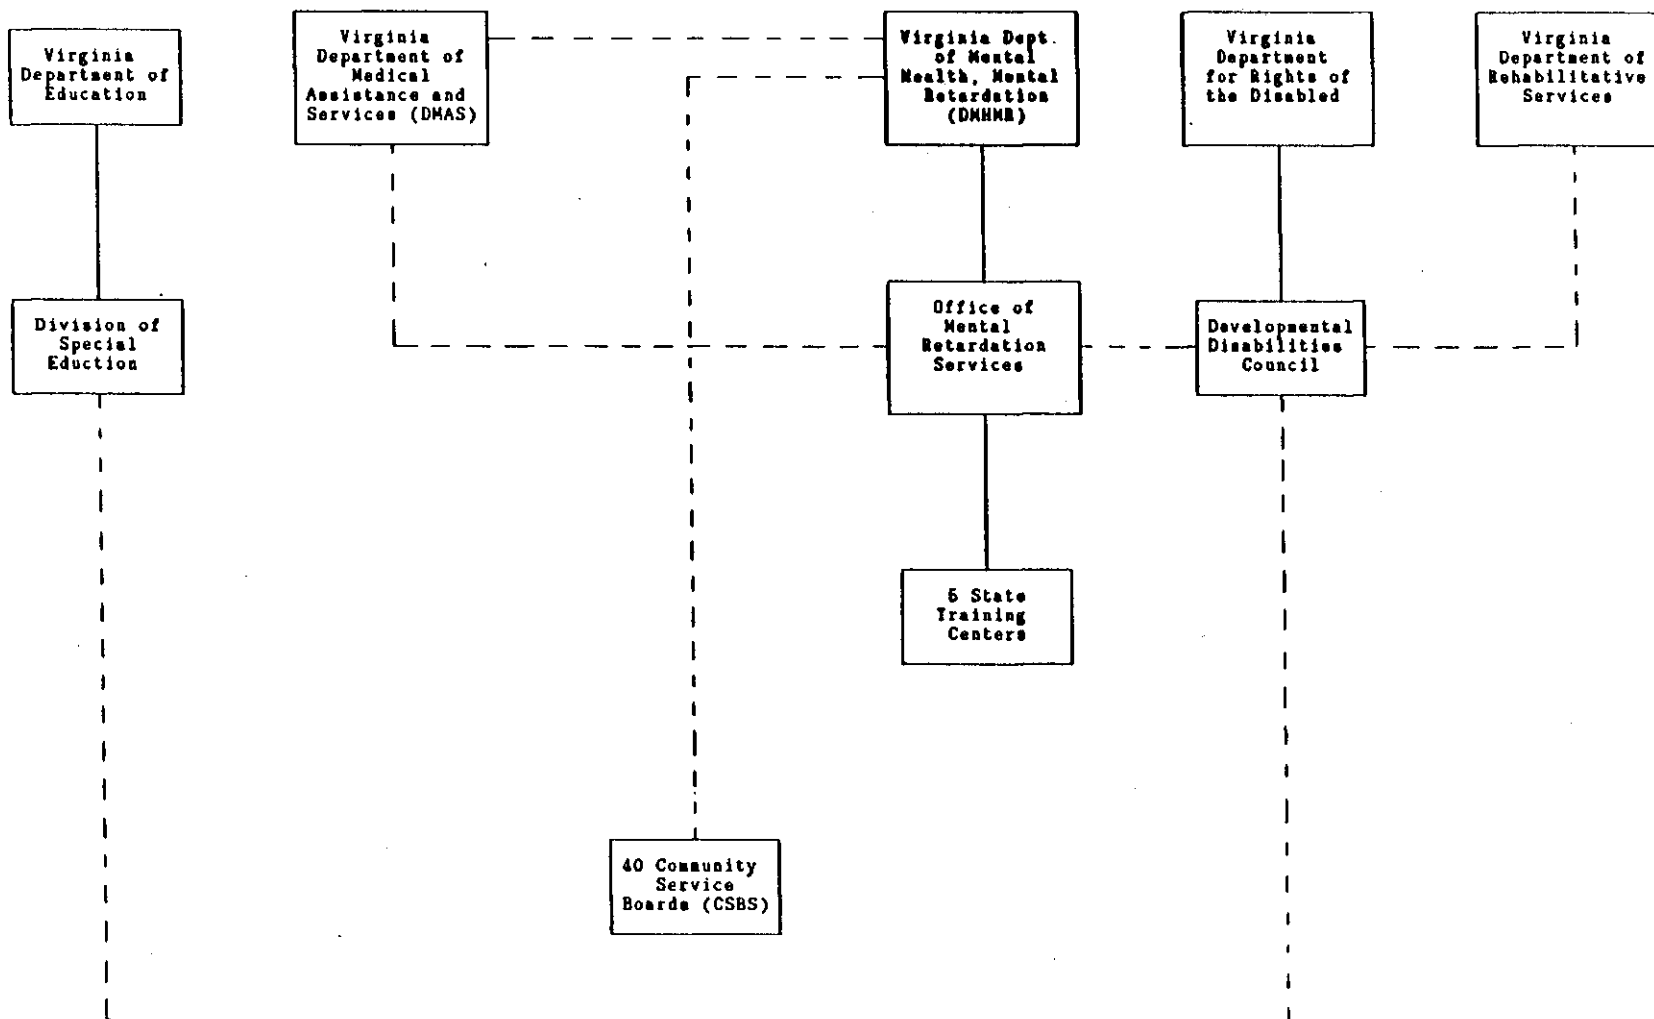 Virginia
Department of
Education
Virginia
Department of
Medical
Assistance and
Services (DMAS)
Virginia Dept.
of Mental
Health, Mental
Retardation
(DMHMR)
Virginia
Department
for Rights of
the Disabled
Virginia
Department of
Rehabilitative
Services
Division of
Special
Eduction
Office of
Mental
Retardation
Services
Developmental
Disabilities
Council
5 State
Training
Centers
40 Community
Service
Boards (CSBS)